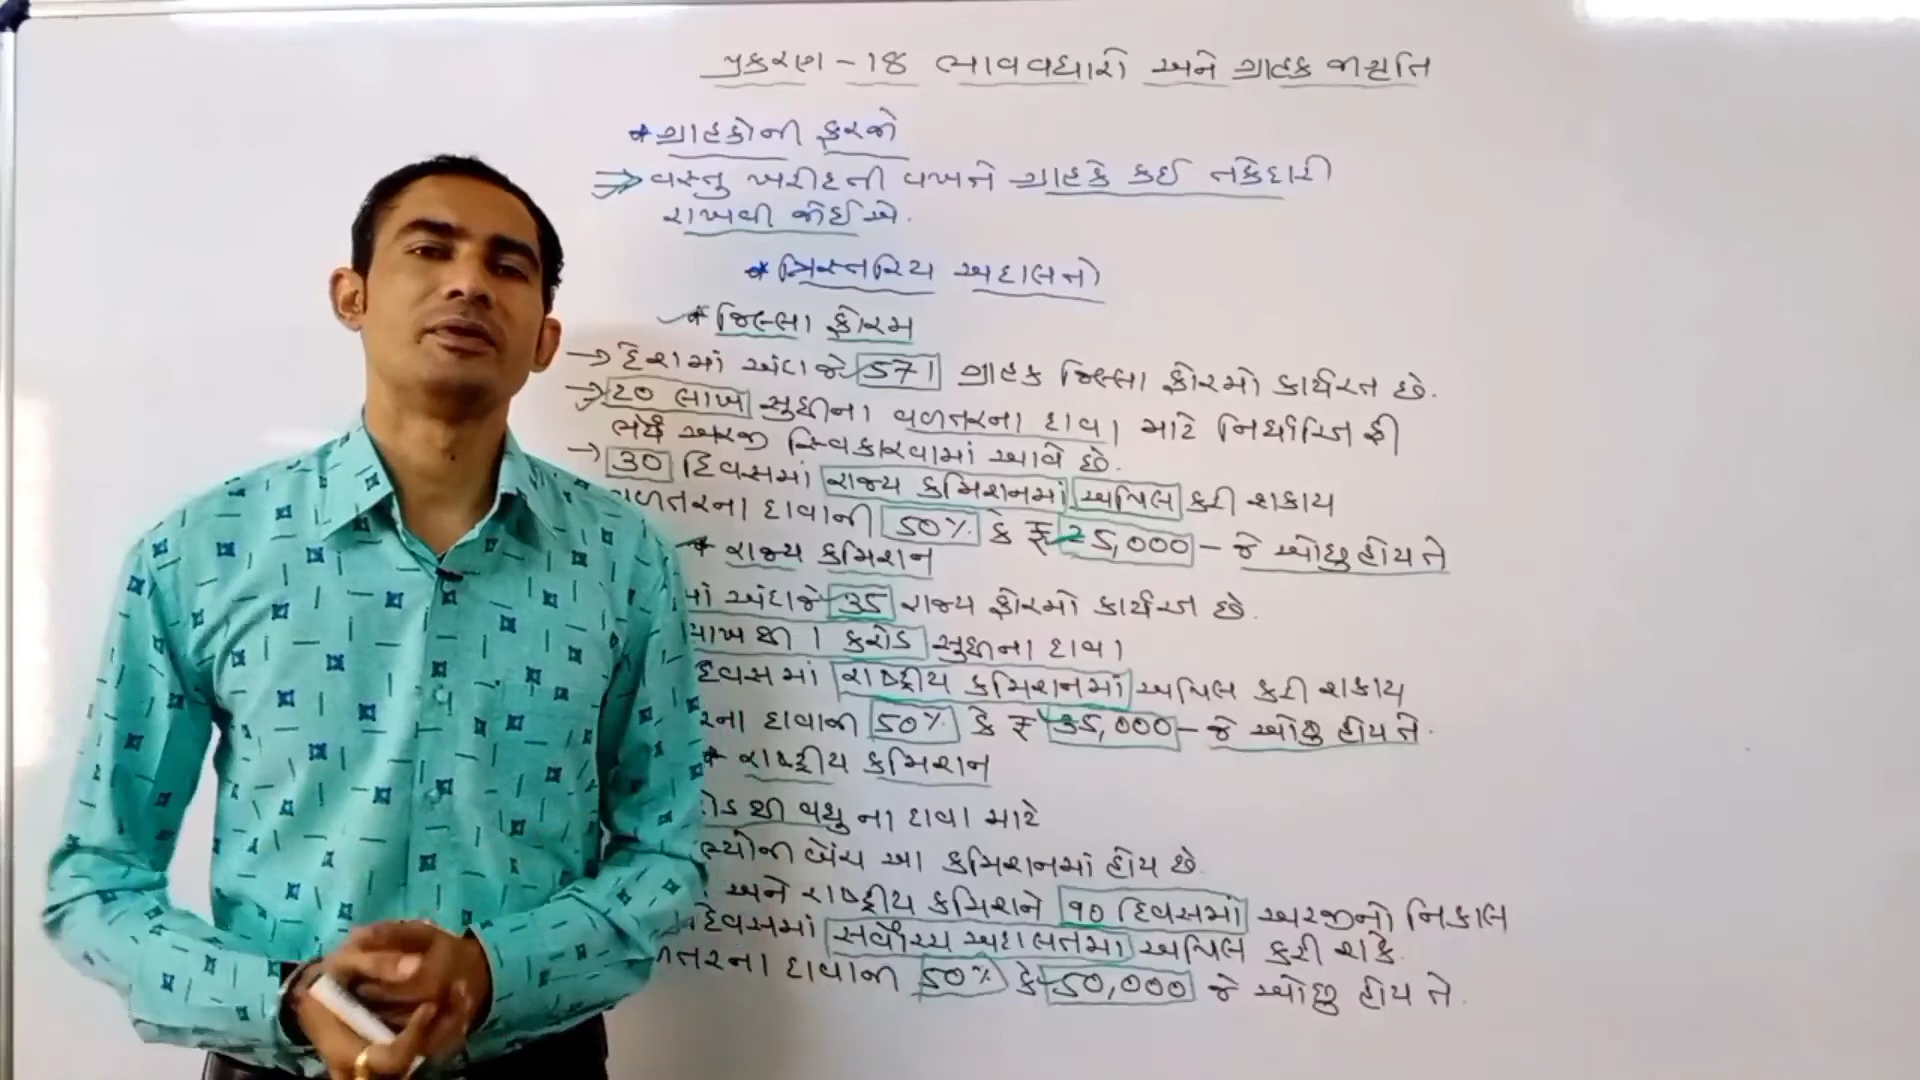 પ્રકરણ - 18 ભાવવધારો અને ગ્રાહક જાગૃતિ
* ગ્રાહકોની ફરજો
⇒ વસ્તુ ખરીદની વખતે ગ્રાહકે કઈ તકેદારી
રાખવી જોઈએ.
* ત્રિસ્તરિય અદાલતો
* જિલ્લા ફોરમ
→ દેશમાં અંદાજે 571 ગ્રાહક જિલ્લા ફોરમો કાર્યરત છે.
→ 20 લાખ સુધીના વળતરના દાવા માટે નિર્ધારિત ફી
ભર્યે અરજી સ્વિકારવામાં આવે છે.
→ 30 દિવસમાં રાજ્ય કમિશનમાં અપિલ કરી શકાય
વળતરના દાવાની 50% કે ₹ 25,000 - જે ઓછુ હોય તે
* રાજ્ય કમિશન
અંદાજે 35 રાજ્ય ફોરમો કાર્યરત છે.
લાખ થી 1 કરોડ સુધીના દાવા
દિવસમાં રાષ્ટ્રીય કમિશનમાં અપિલ કરી શકાય
દાવાની 50% કે ₹ 35,000 - જે ઓછુ હોય તે.
* રાષ્ટ્રીય કમિશન
થી વધુ ના દાવા માટે
બેંચ આ કમિશનમાં હોય છે.
અને રાષ્ટ્રીય કમિશને 90 દિવસમાં અરજીનો નિકાલ
દિવસમાં સર્વોચ્ચ અદાલતમા અપિલ કરી શકે.
દાવાની 50% કે 50,000 જે ઓછુ હોય તે.